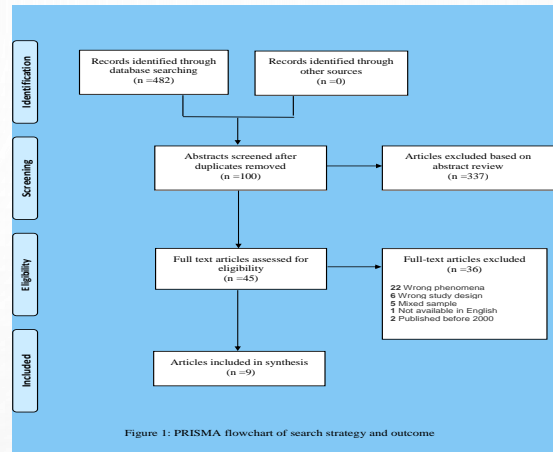 Identification
Records identified through
database searching
(n =482)
Records identified through
other sources
(n =0)
Screening
Abstracts screened after
duplicates removed
(n =100)
Articles excluded based on
abstract review
(n =337)
Eligibility
Full text articles assessed for
eligibility
(n =45)
Full-text articles excluded
(n =36)
22 Wrong phenomena
6 Wrong study design
5 Mixed sample
1 Not available in English
2 Published before 2000
Included
Articles included in synthesis
(n =9)
Figure 1: PRISMA flowchart of search strategy and outcome